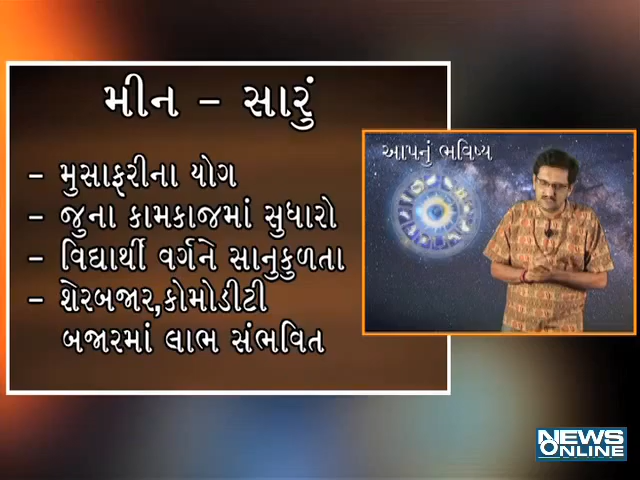 મીન – સારું
– મુસાફરીના યોગ
– જુના કામકાજમાં સુધારો
– વિદ્યાર્થી વર્ગને સાનુકુળતા
– શેરબજાર,કોમોડીટી
બજારમાં લાભ સંભવિત
આપનું ભવિષ્ય
NEWS
ONLINE